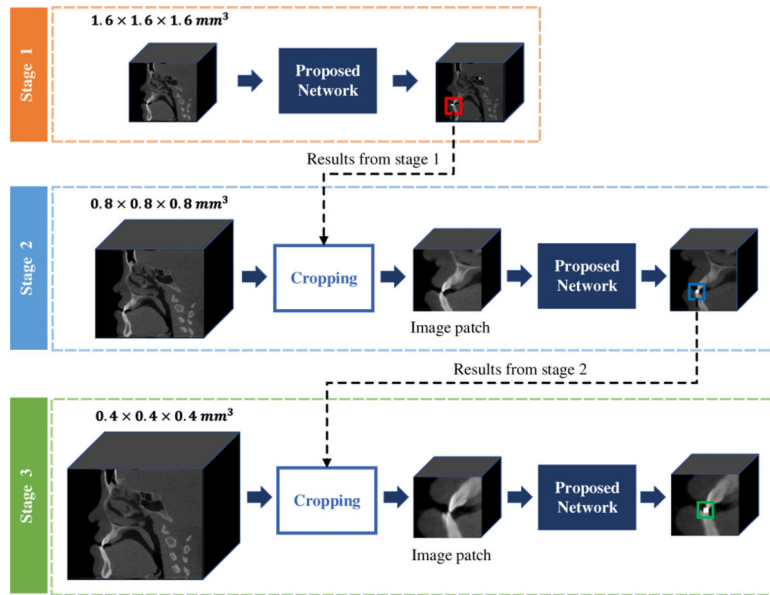 Stage 1
1.6 × 1.6 × 1.6 mm³
Proposed
Network
Results from stage 1
Stage 2
0.8 × 0.8 × 0.8 mm³
Cropping
Image patch
Proposed
Network
Results from stage 2
Stage 3
0.4 × 0.4 × 0.4 mm³
Cropping
Image patch
Proposed
Network